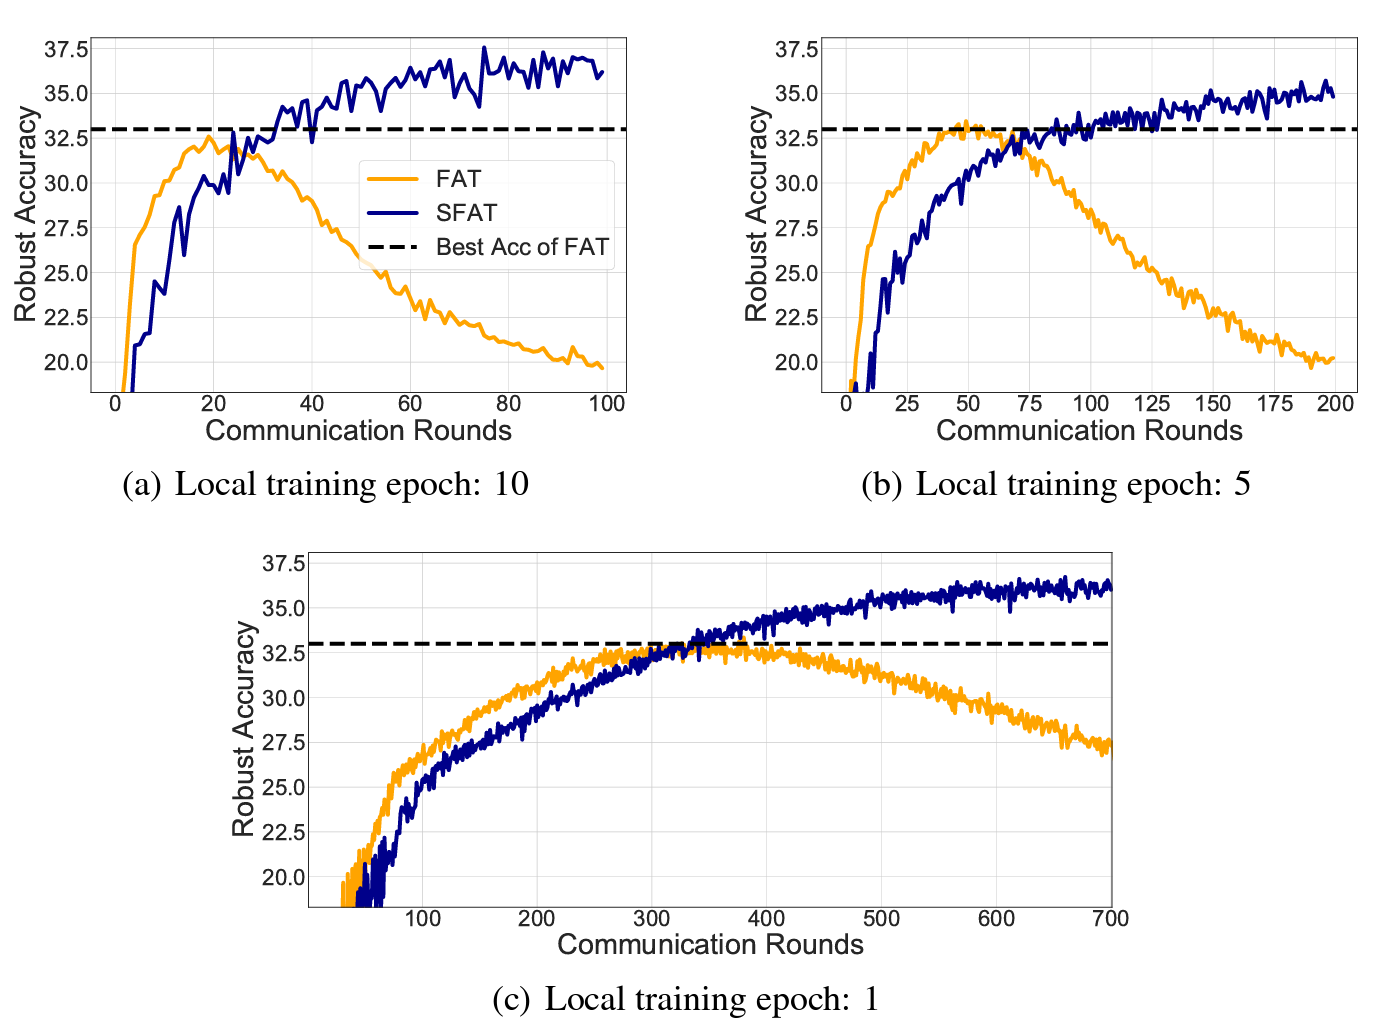 37.5
35.0
32.5
30.0
27.5
25.0
22.5
20.0
Robust Accuracy
FAT
SFAT
Best Acc of FAT
0 20 40 60 80 100
Communication Rounds
(a) Local training epoch: 10
37.5
35.0
32.5
30.0
27.5
25.0
22.5
20.0
Robust Accuracy
0 25 50 75 100 125 150 175 200
Communication Rounds
(b) Local training epoch: 5
37.5
35.0
32.5
30.0
27.5
25.0
22.5
20.0
Robust Accuracy
100 200 300 400 500 600 700
Communication Rounds
(c) Local training epoch: 1